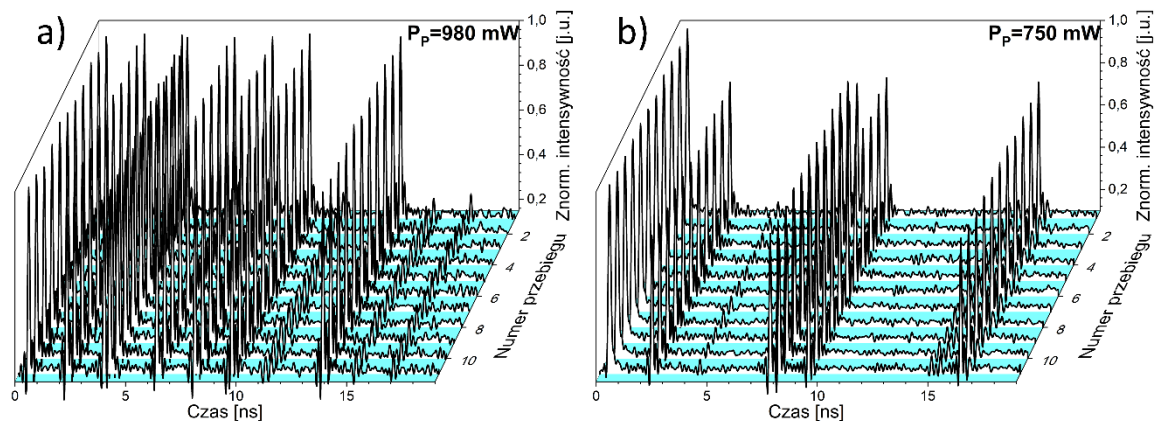 a)
P_P=980 mW
1,0
0,8
0,6
0,4
0,2
Znorm. intensywność [j.u.]
2
4
6
8
10
Numer przebiegu
0
5
10
15
Czas [ns]
b)
P_P=750 mW
1,0
0,8
0,6
0,4
0,2
Znorm. intensywność [j.u.]
2
4
6
8
10
Numer przebiegu
0
5
10
15
Czas [ns]